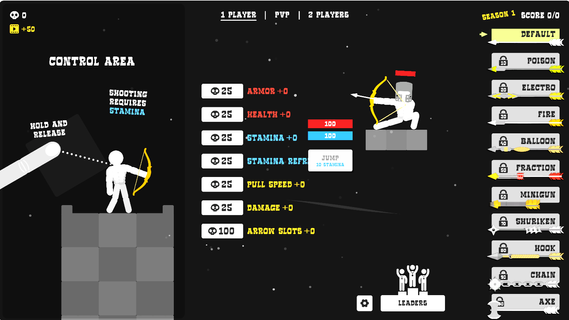 0
+50
1 PLAYER | PVP | 2 PLAYERS
SEASON 1 SCORE 0/0
CONTROL AREA
SHOOTING
REQUIRES
STAMINA
HOLD AND
RELEASE
25 ARMOR +0
25 HEALTH +0
25 STAMINA +0
25 STAMINA REFR
25 PULL SPEED +0
25 DAMAGE +0
100 ARROW SLOTS +0
100
100
JUMP
10 STAMINA
LEADERS
DEFAULT
POISON
ELECTRO
FIRE
BALLOON
FRACTION
MINIGUN
SHURIKEN
HOOK
CHAIN
AXE